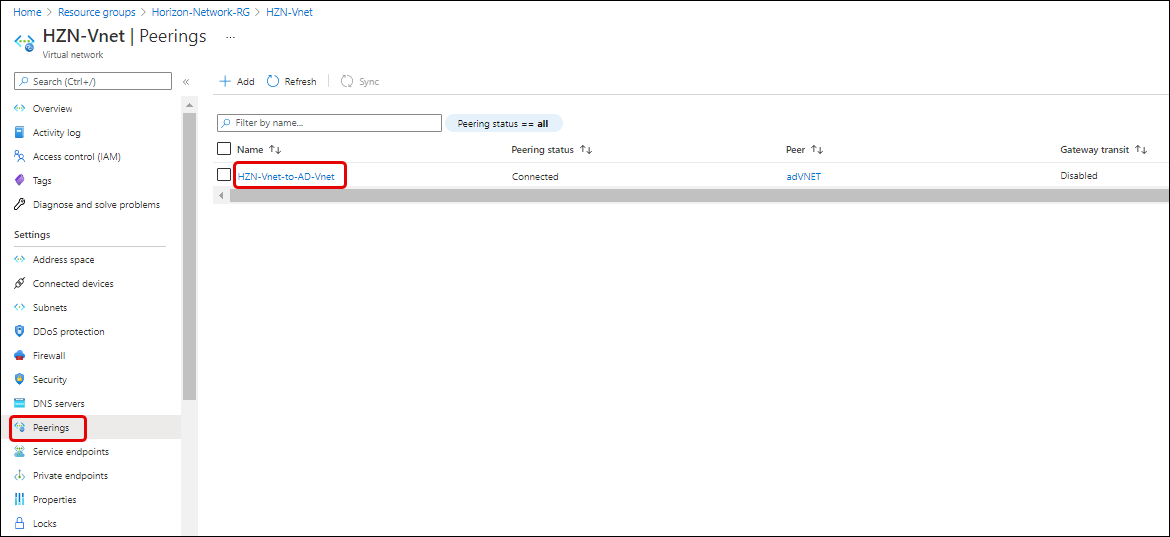 Home > Resource groups > Horizon-Network-RG > HZN-Vnet
HZN-Vnet | Peerings ...
Virtual network
Search (Ctrl+/) «
Add Refresh Sync
Overview
Activity log
Access control (IAM)
Tags
Diagnose and solve problems
Settings
Address space
Connected devices
Subnets
DDoS protection
Firewall
Security
DNS servers
Peerings
Service endpoints
Private endpoints
Properties
Locks
Filter by name... Peering status == all
Name ↑↓ Peering status ↑↓ Peer ↑↓ Gateway transit ↑↓
HZN-Vnet-to-AD-Vnet Connected adVNET Disabled